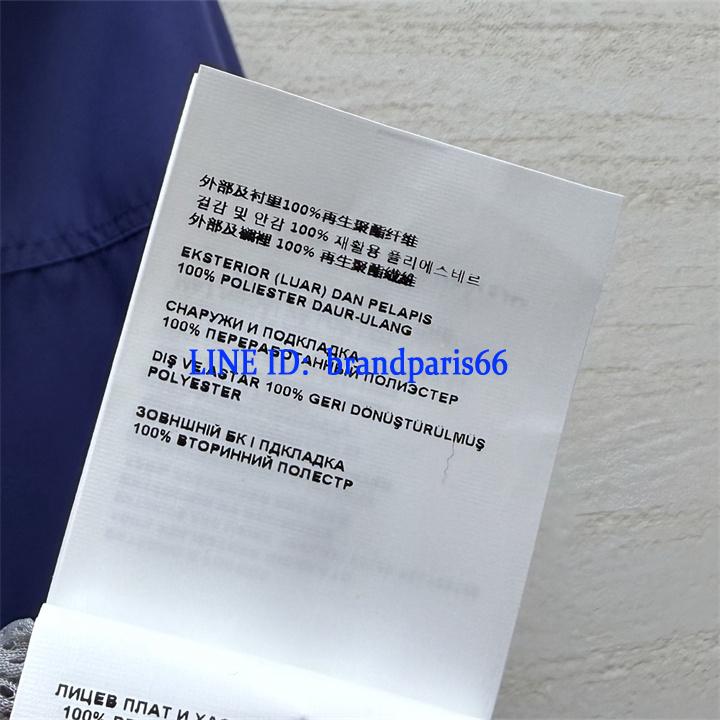 外部及衬里100%再生聚酯纤维
겉감 및 안감 100% 재활용 폴리에스테르
外部及襯裡 100% 再生聚酯纖維
EKSTERIOR (LUAR) DAN PELAPIS
100% POLIESTER DAUR-ULANG
СНАРУЖИ И ПОДКЛАДКА
100% ПЕРЕРАБОТАННЫЙ ПОЛИЭСТЕР
LINE ID: brandparis66
DIŞ VE ASTAR 100% GERI DÖNÜŞTÜRÜLMUŞ
POLYESTER
ЗОВНШНІЙ БК І ПДКЛАДКА
100% ВТОРИННИЙ ПОЛЕСТР
ЛИЦЕВ ПЛАТ И
100%